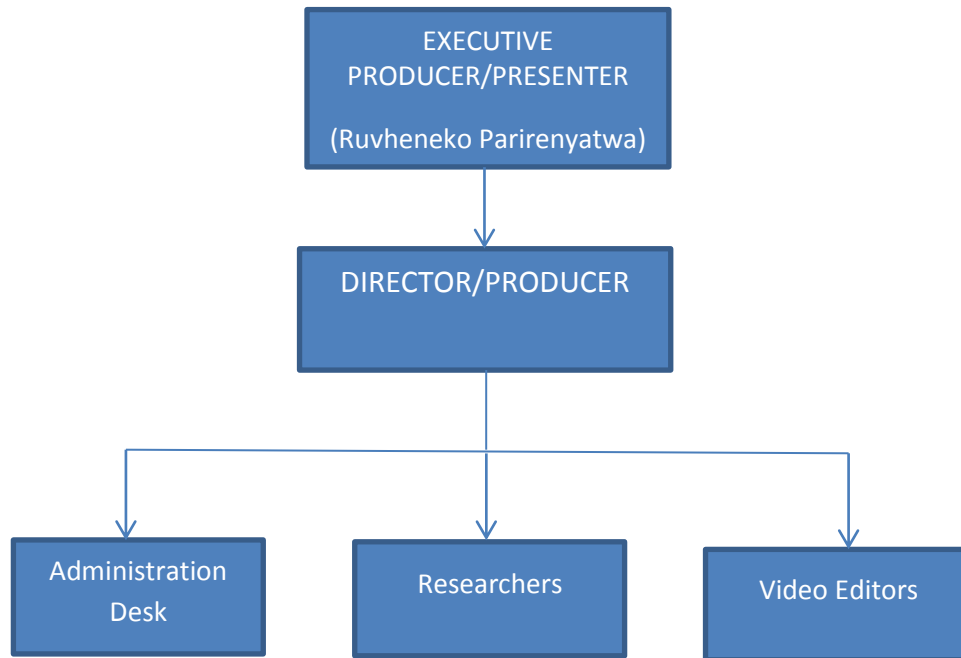 EXECUTIVE
PRODUCER/PRESENTER
(Ruvheneko Parirenyatwa)
DIRECTOR/PRODUCER
Administration
Desk
Researchers
Video Editors